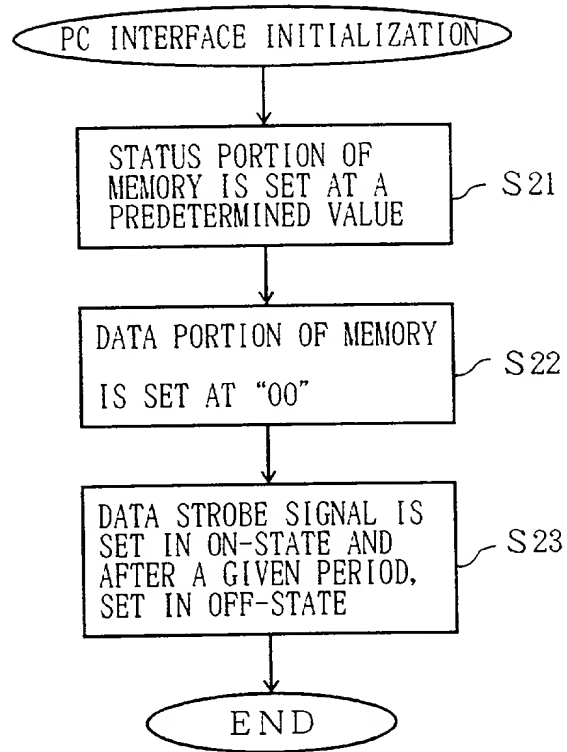 PC INTERFACE INITIALIZATION
STATUS PORTION OF
MEMORY IS SET AT A
PREDETERMINED VALUE
S21
DATA PORTION OF MEMORY
IS SET AT "00"
S22
DATA STROBE SIGNAL IS
SET IN ON-STATE AND
AFTER A GIVEN PERIOD,
SET IN OFF-STATE
S23
END